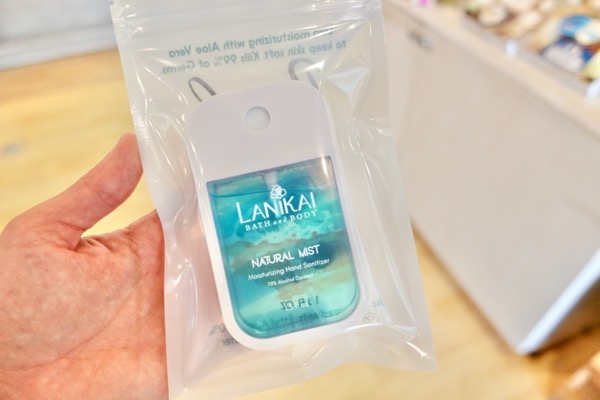 moisturizing with Aloe Vera
to keep skin soft. Kills 99% of Germs
LANIKAI
BATH and BODY
NATURAL MIST
Moisturizing Hand Sanitizer
70% Alcohol Content
1.1 FL OZ